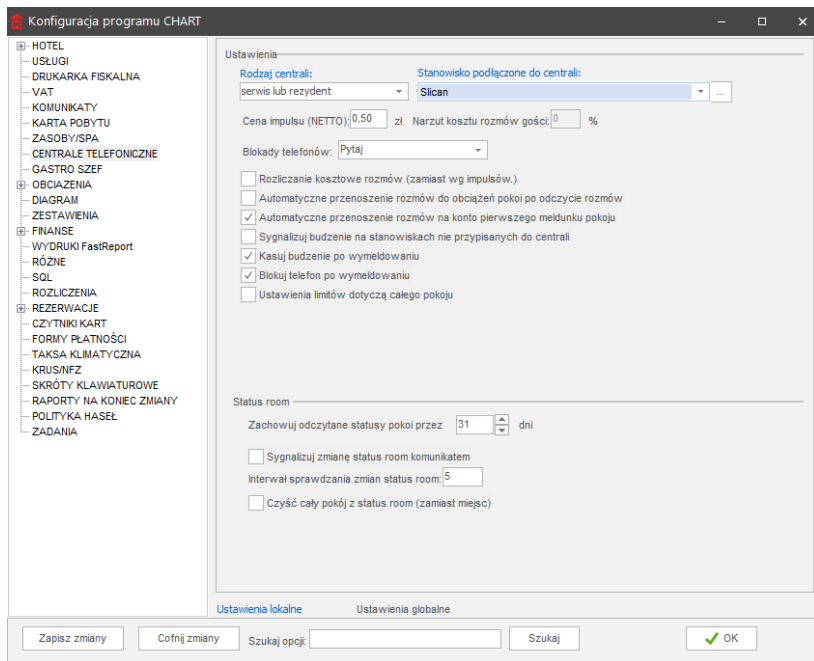 Konfiguracja programu CHART
HOTEL
USŁUGI
DRUKARKA FISKALNA
VAT
KOMUNIKATY
KARTA POBYTU
ZASOBY/SPA
CENTRALE TELEFONICZNE
GASTRO SZEF
OBCIAZENIA
DIAGRAM
ZESTAWIENIA
FINANSE
WYDRUKI FastReport
RÓŻNE
SQL
ROZLICZENIA
REZERWACJE
CZYTNIKI KART
FORMY PŁATNOŚCI
TAKSA KLIMATYCZNA
KRUS/NFZ
SKRÓTY KLAWIATUROWE
RAPORTY NA KONIEC ZMIANY
POLITYKA HASEŁ
ZADANIA
Ustawienia
Rodzaj centrali: Stanowisko podłączone do centrali:
serwis lub rezydent Slican ...
Cena impulsu (NETTO): 0,50 zł Narzut kosztu rozmów gości: 0 %
Blokady telefonów: Pytaj
Rozliczanie kosztowe rozmów (zamiast wg impulsów.)
Automatyczne przenoszenie rozmów do obciążeń pokoi po odczycie rozmów
Automatyczne przenoszenie rozmów na konto pierwszego meldunku pokoju
Sygnalizuj budzenie na stanowiskach nie przypisanych do centrali
Kasuj budzenie po wymeldowaniu
Blokuj telefon po wymeldowaniu
Ustawienia limitów dotyczą całego pokoju
Status room
Zachowuj odczytane statusy pokoi przez 31 dni
Sygnalizuj zmianę status room komunikatem
Interwał sprawdzania zmian status room: 5
Czyść cały pokój z status room (zamiast miejsc)
Ustawienia lokalne Ustawienia globalne
Zapisz zmiany Cofnij zmiany Szukaj opcji: Szukaj OK